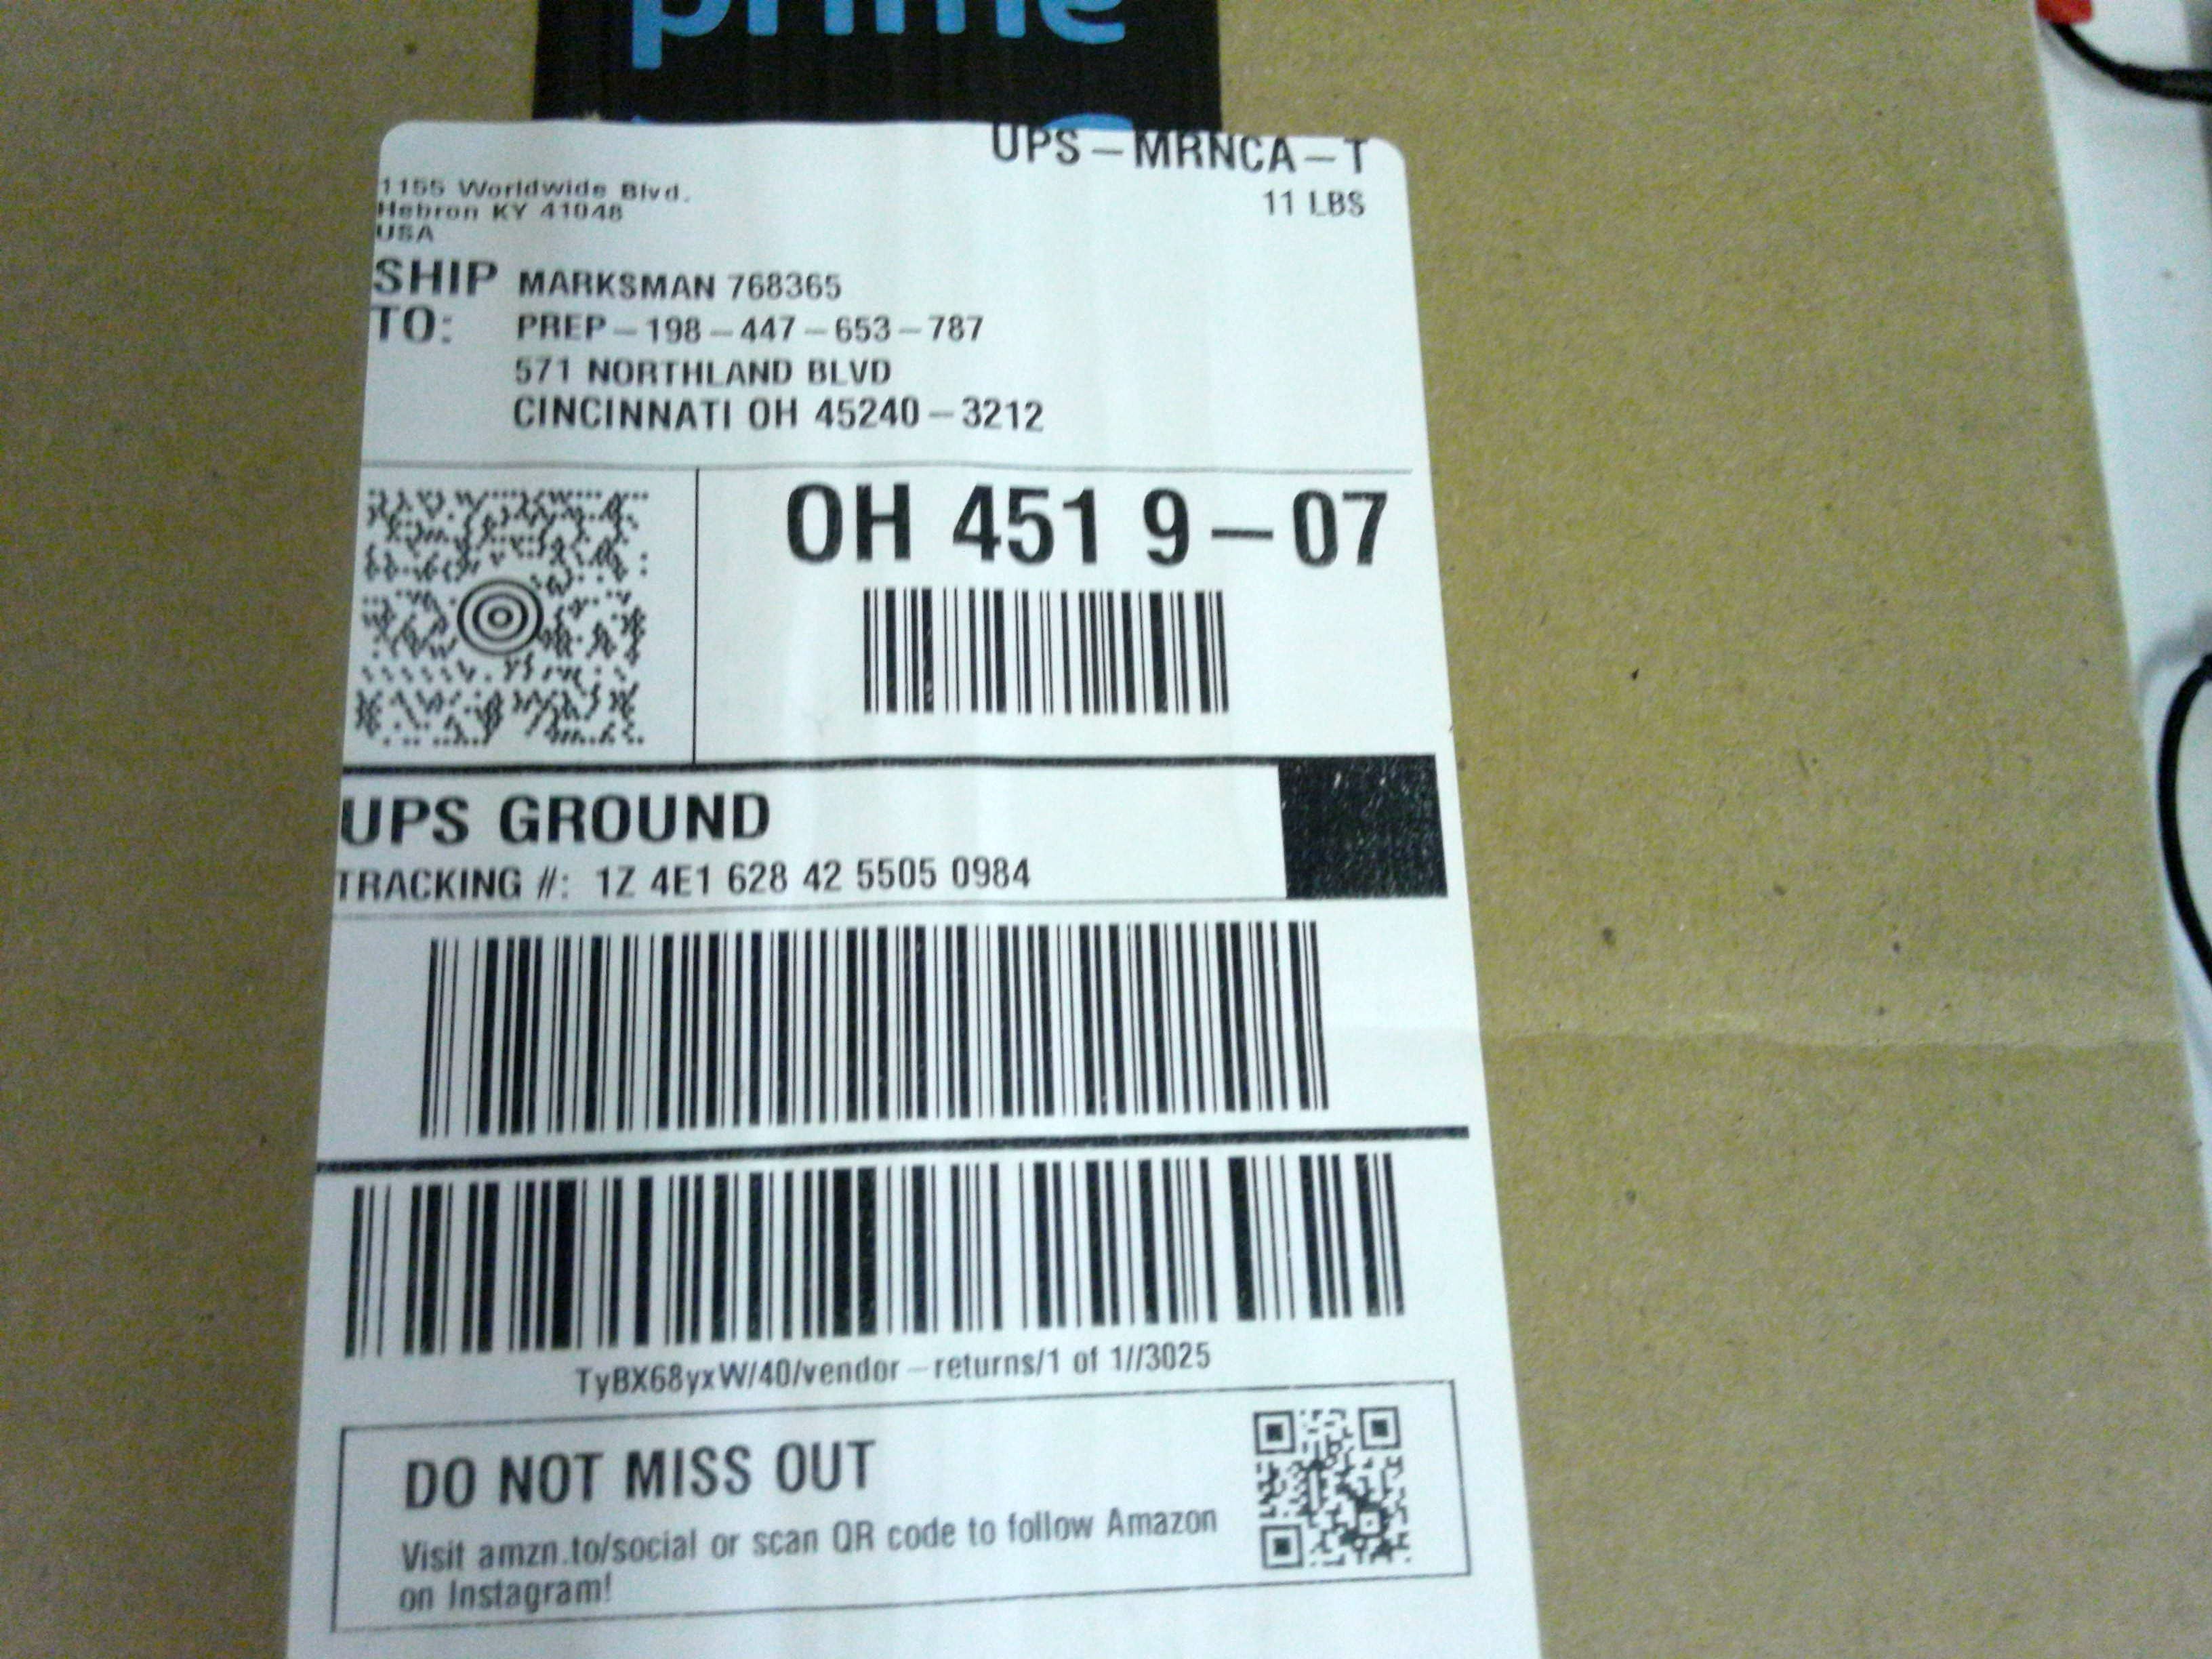 prime
UPS-MRNCA-T
1155 Worldwide Blvd.
11 LBS
Hebron KY 41048
USA
SHIP TO:
MARKSMAN 768365
PREP-198-447-653-787
571 NORTHLAND BLVD
CINCINNATI OH 45240-3212
OH 451 9-07
UPS GROUND
TRACKING #: 1Z 4E1 628 42 5505 0984
TyBX68yxW/40/vendor-returns/1 of 1//3025
DO NOT MISS OUT
Visit amzn.to/social or scan QR code to follow Amazon
on Instagram!